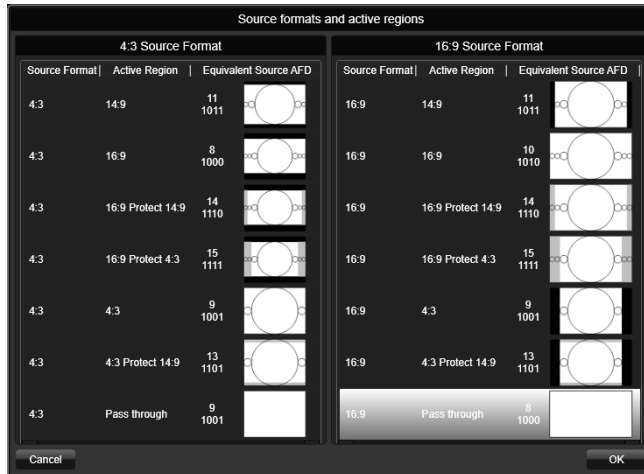 Source formats and active regions
4:3 Source Format
Source Format| Active Region | Equivalent Source AFD
4:3 14:9 11
1011
4:3 16:9 8
1000
4:3 16:9 Protect 14:9 14
1110
4:3 16:9 Protect 4:3 15
1111
4:3 4:3 9
1001
4:3 4:3 Protect 14:9 13
1101
4:3 Pass through 9
1001
16:9 Source Format
Source Format| Active Region | Equivalent Source AFD |
16:9 14:9 11
1011
16:9 16:9 10
1010
16:9 16:9 Protect 14:9 14
1110
16:9 16:9 Protect 4:3 15
1111
16:9 4:3 9
1001
16:9 4:3 Protect 14:9 13
1101
16:9 Pass through 8
1000
Cancel
OK